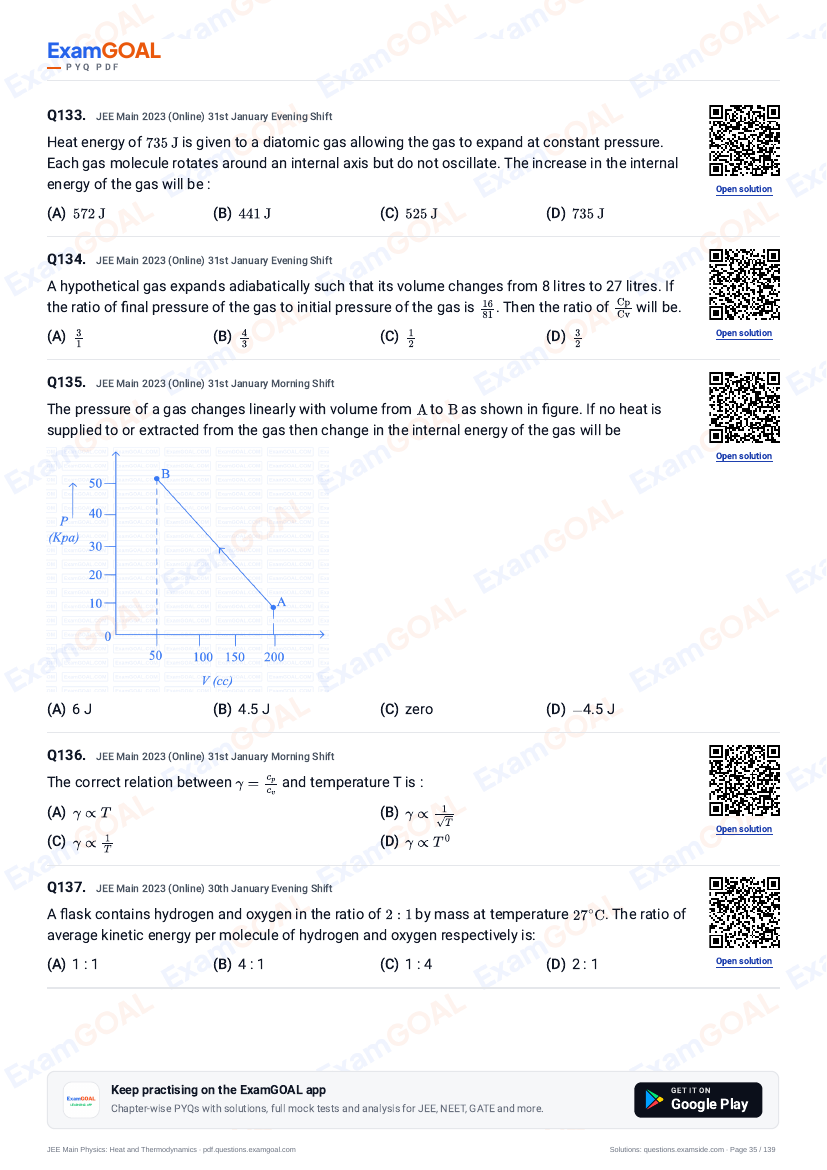 ExamGOAL
PYQ PDF
Q133. JEE Main 2023 (Online) 31st January Evening Shift
Heat energy of 735 J is given to a diatomic gas allowing the gas to expand at constant pressure.
Each gas molecule rotates around an internal axis but do not oscillate. The increase in the internal
energy of the gas will be :
(A) 572 J (B) 441 J (C) 525 J (D) 735 J
Open solution
Q134. JEE Main 2023 (Online) 31st January Evening Shift
A hypothetical gas expands adiabatically such that its volume changes from 8 litres to 27 litres. If
the ratio of final pressure of the gas to initial pressure of the gas is 16/81. Then the ratio of Cp/Cv will be.
(A) 3/1 (B) 4/3 (C) 1/2 (D) 3/2
Open solution
Q135. JEE Main 2023 (Online) 31st January Morning Shift
The pressure of a gas changes linearly with volume from A to B as shown in figure. If no heat is
supplied to or extracted from the gas then change in the internal energy of the gas will be
Open solution
B
50
40
P
(Kpa)
30
20
10
A
0
50 100 150 200
V (cc)
(A) 6 J (B) 4.5 J (C) zero (D) −4.5 J
Q136. JEE Main 2023 (Online) 31st January Morning Shift
The correct relation between γ = c_p/c_v and temperature T is :
(A) γ ∝ T (B) γ ∝ 1/√T
(C) γ ∝ 1/T (D) γ ∝ T⁰
Open solution
Q137. JEE Main 2023 (Online) 30th January Evening Shift
A flask contains hydrogen and oxygen in the ratio of 2 : 1 by mass at temperature 27°C. The ratio of
average kinetic energy per molecule of hydrogen and oxygen respectively is:
(A) 1 : 1 (B) 4 : 1 (C) 1 : 4 (D) 2 : 1
Open solution
ExamGOAL
Keep practising on the ExamGOAL app
Chapter-wise PYQs with solutions, full mock tests and analysis for JEE, NEET, GATE and more.
GET IT ON
Google Play
JEE Main Physics: Heat and Thermodynamics · pdf.questions.examgoal.com
Solutions: questions.examside.com · Page 35 / 139